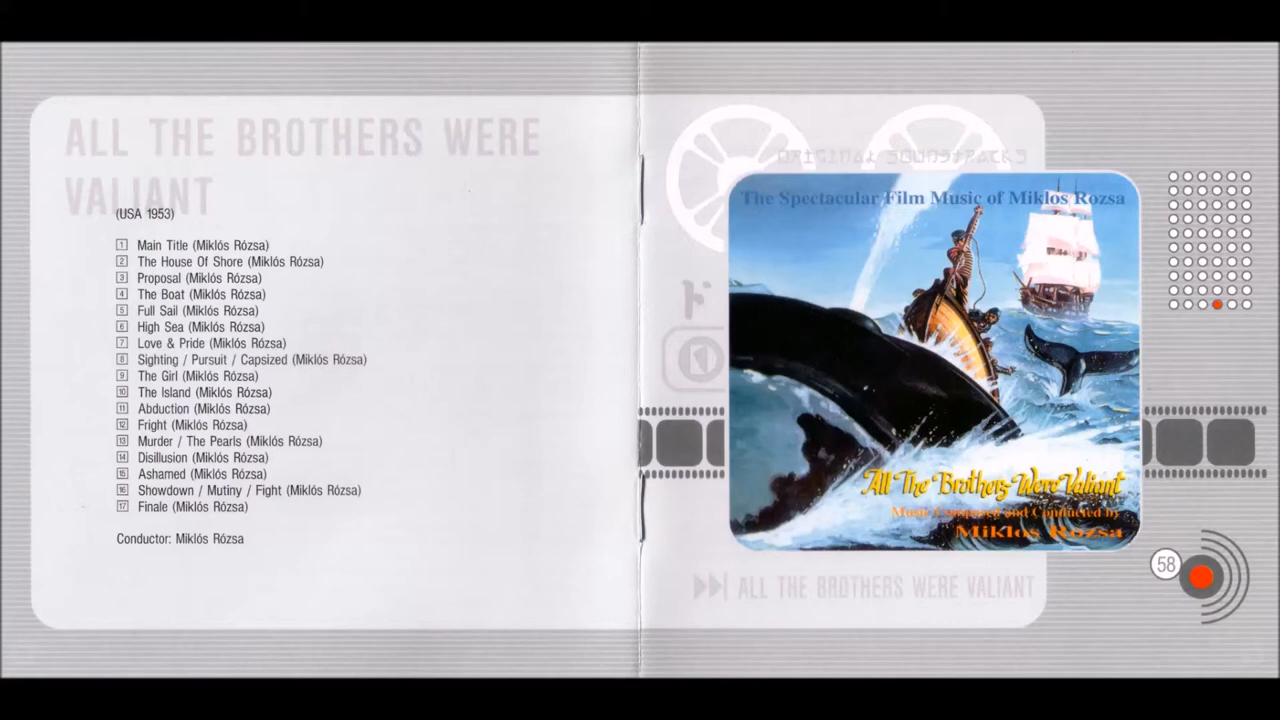 ALL THE BROTHERS WERE
VALIANT
(USA 1953)
1 Main Title (Miklós Rózsa)
2 The House Of Shore (Miklós Rózsa)
3 Proposal (Miklós Rózsa)
4 The Boat (Miklós Rózsa)
5 Full Sail (Miklós Rózsa)
6 High Sea (Miklós Rózsa)
7 Love & Pride (Miklós Rózsa)
8 Sighting / Pursuit / Capsized (Miklós Rózsa)
9 The Girl (Miklós Rózsa)
10 The Island (Miklós Rózsa)
11 Abduction (Miklós Rózsa)
12 Fright (Miklós Rózsa)
13 Murder / The Pearls (Miklós Rózsa)
14 Disillusion (Miklós Rózsa)
15 Ashamed (Miklós Rózsa)
16 Showdown / Mutiny / Fight (Miklós Rózsa)
17 Finale (Miklós Rózsa)
Conductor: Miklós Rózsa
ORIGINAL SOUNDTRACKS
The Spectacular Film Music of Miklos Rozsa
ド
1
All The Brothers Were Valiant
Music Composed and Conducted by
Miklos Rozsa
58
ALL THE BROTHERS WERE VALIANT